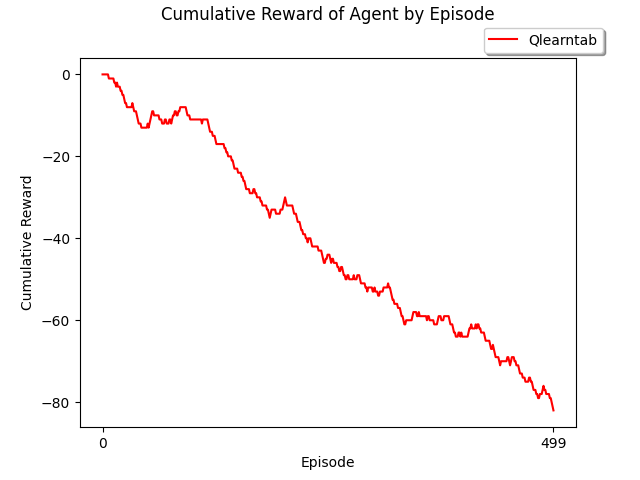 Cumulative Reward of Agent by Episode
Qlearntab
0
−20
−40
−60
−80
Cumulative Reward
0
499
Episode